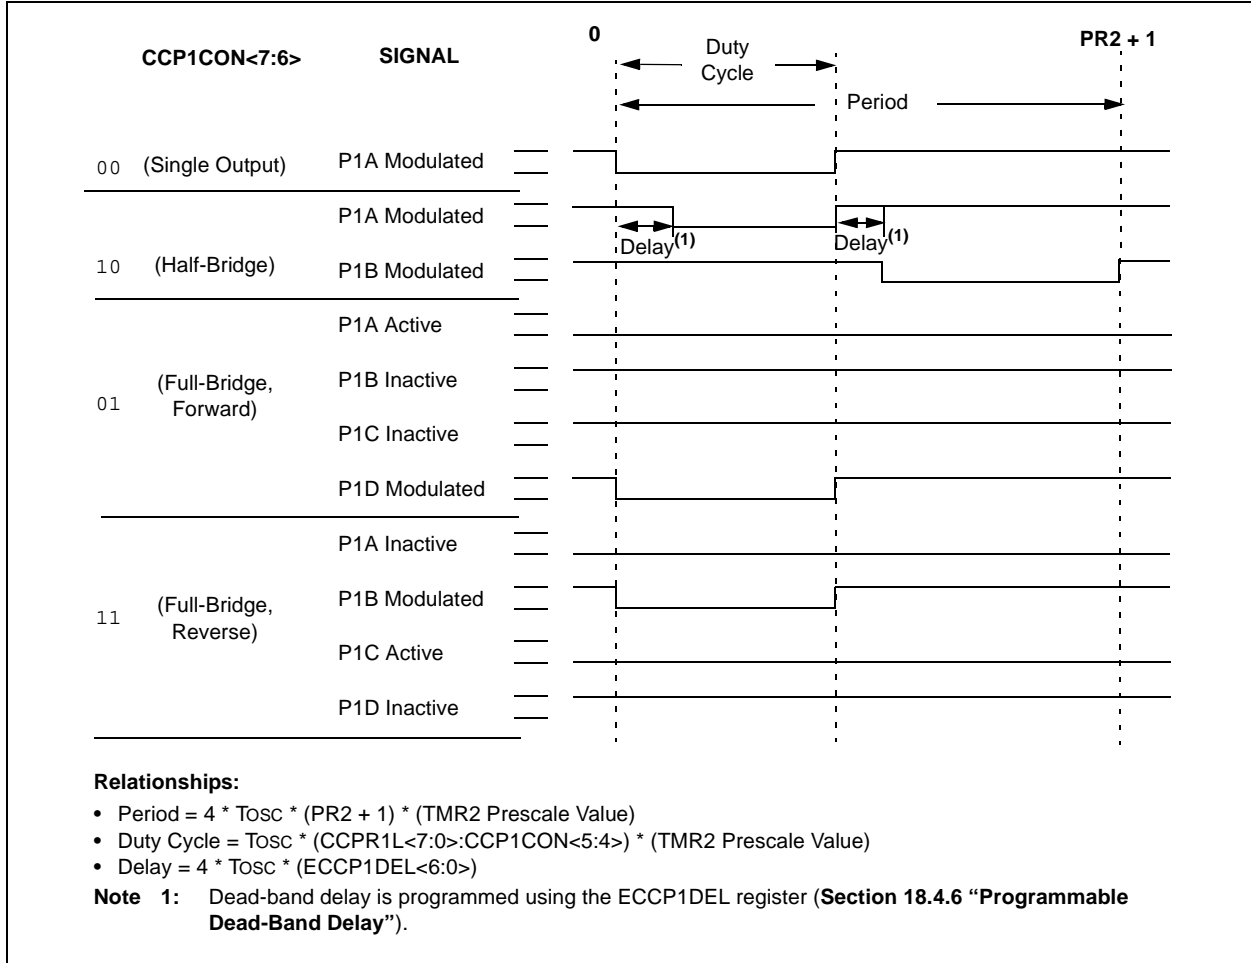 CCP1CON<7:6> SIGNAL 0 Duty Cycle PR2 + 1
Period
00 (Single Output) P1A Modulated
P1A Modulated
Delay(1) Delay(1)
10 (Half-Bridge) P1B Modulated
P1A Active
01 (Full-Bridge, Forward) P1B Inactive
P1C Inactive
P1D Modulated
P1A Inactive
11 (Full-Bridge, Reverse) P1B Modulated
P1C Active
P1D Inactive
Relationships:
• Period = 4 * TOSC * (PR2 + 1) * (TMR2 Prescale Value)
• Duty Cycle = TOSC * (CCPR1L<7:0>:CCP1CON<5:4>) * (TMR2 Prescale Value)
• Delay = 4 * TOSC * (ECCP1DEL<6:0>)
Note 1: Dead-band delay is programmed using the ECCP1DEL register (Section 18.4.6 “Programmable
Dead-Band Delay”).